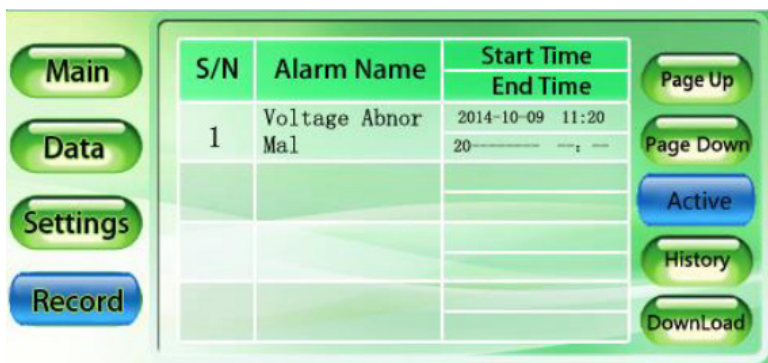 Main
Data
Settings
Record
S/N
Alarm Name
Start Time
End Time
1
Voltage Abnor
Mal
2014-10-09 11:20
20-------- --: --
Page Up
Page Down
Active
History
DownLoad